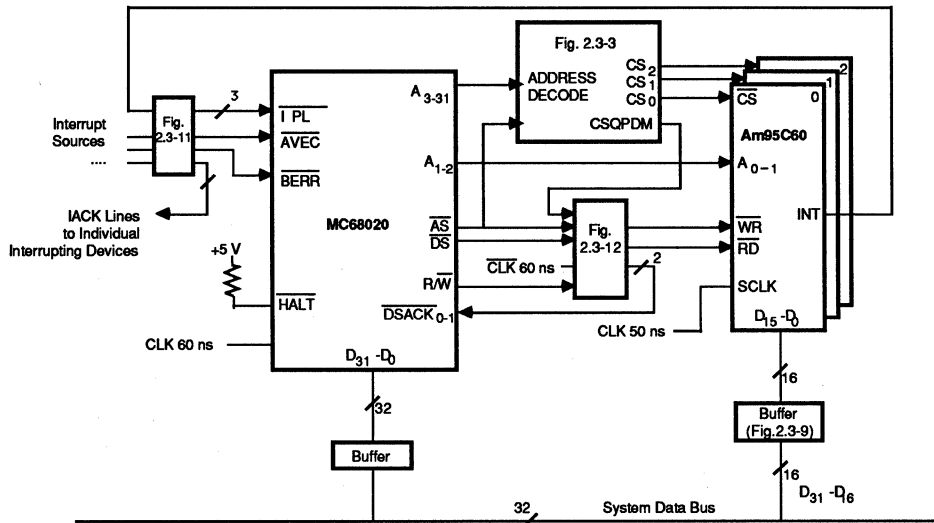 Fig. 2.3-3
ADDRESS
DECODE
CS2
CS1
CS0
CSQPDM
2
1
0
CS
Am95C60
A0-1
INT
WR
RD
SCLK
D15 -D0
3
Interrupt
Sources
....
Fig.
2.3-11
I PL
AVEC
BERR
A3-31
A1-2
MC68020
AS
DS
R/W
DSACK0-1
HALT
D31 -D0
IACK Lines
to Individual
Interrupting Devices
+5 V
CLK 60 ns
Fig.
2.3-12
CLK 60 ns
2
CLK 50 ns
32
Buffer
16
Buffer
(Fig.2.3-9)
16
D31 -D16
32
System Data Bus